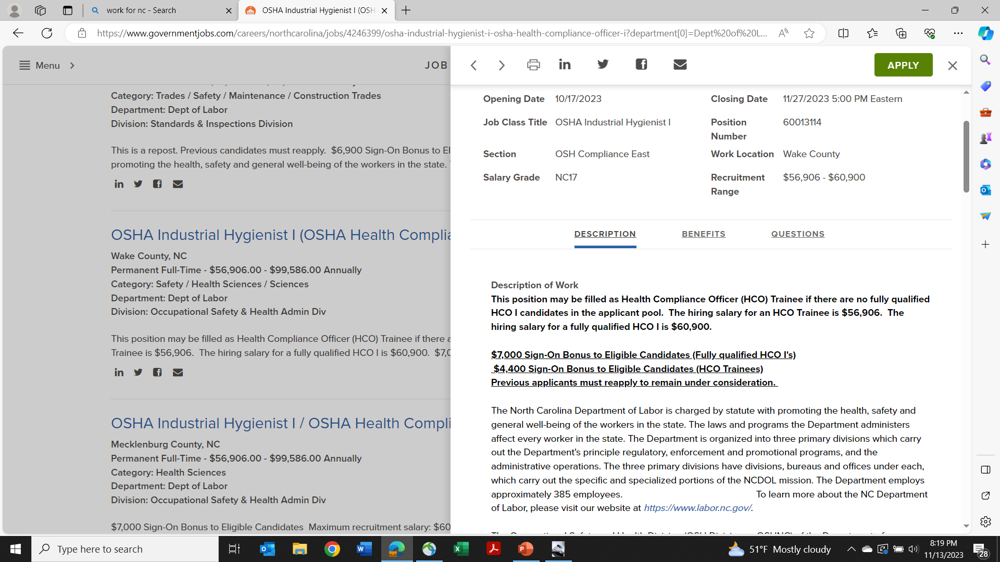 work for nc - Search
OSHA Industrial Hygienist I (OSH
https://www.governmentjobs.com/careers/northcarolina/jobs/4246399/osha-industrial-hygienist-i-osha-health-compliance-officer-i?department[0]=Dept%20of%20L...
Menu
JOB
Category: Trades / Safety / Maintenance / Construction Trades
Department: Dept of Labor
Division: Standards & Inspections Division
This is a repost. Previous candidates must reapply. $6,900 Sign-On Bonus to El
promoting the health, safety and general well-being of the workers in the state.
OSHA Industrial Hygienist I (OSHA Health Complia
Wake County, NC
Permanent Full-Time - $56,906.00 - $99,586.00 Annually
Category: Safety / Health Sciences / Sciences
Department: Dept of Labor
Division: Occupational Safety & Health Admin Div
This position may be filled as Health Compliance Officer (HCO) Trainee if there a
Trainee is $56,906. The hiring salary for a fully qualified HCO I is $60,900. $7,0
OSHA Industrial Hygienist I / OSHA Health Compli
Mecklenburg County, NC
Permanent Full-Time - $56,906.00 - $99,586.00 Annually
Category: Health Sciences
Department: Dept of Labor
Division: Occupational Safety & Health Admin Div
$7,000 Sign-On Bonus to Eligible Candidates Maximum recruitment salary: $60
APPLY
Opening Date 10/17/2023 Closing Date 11/27/2023 5:00 PM Eastern
Job Class Title OSHA Industrial Hygienist I Position 60013114
Number
Section OSH Compliance East Work Location Wake County
Salary Grade NC17 Recruitment $56,906 - $60,900
Range
DESCRIPTION BENEFITS QUESTIONS
Description of Work
This position may be filled as Health Compliance Officer (HCO) Trainee if there are no fully qualified
HCO I candidates in the applicant pool. The hiring salary for an HCO Trainee is $56,906. The
hiring salary for a fully qualified HCO I is $60,900.
$7,000 Sign-On Bonus to Eligible Candidates (Fully qualified HCO I's)
$4,400 Sign-On Bonus to Eligible Candidates (HCO Trainees)
Previous applicants must reapply to remain under consideration.
The North Carolina Department of Labor is charged by statute with promoting the health, safety and
general well-being of the workers in the state. The laws and programs the Department administers
affect every worker in the state. The Department is organized into three primary divisions which carry
out the Department's principle regulatory, enforcement and promotional programs, and the
administrative operations. The three primary divisions have divisions, bureaus and offices under each,
which carry out the specific and specialized portions of the NCDOL mission. The Department employs
approximately 385 employees. To learn more about the NC Department
of Labor, please visit our website at https://www.labor.nc.gov/.
Type here to search
51°F Mostly cloudy
8:19 PM
11/13/2023
28